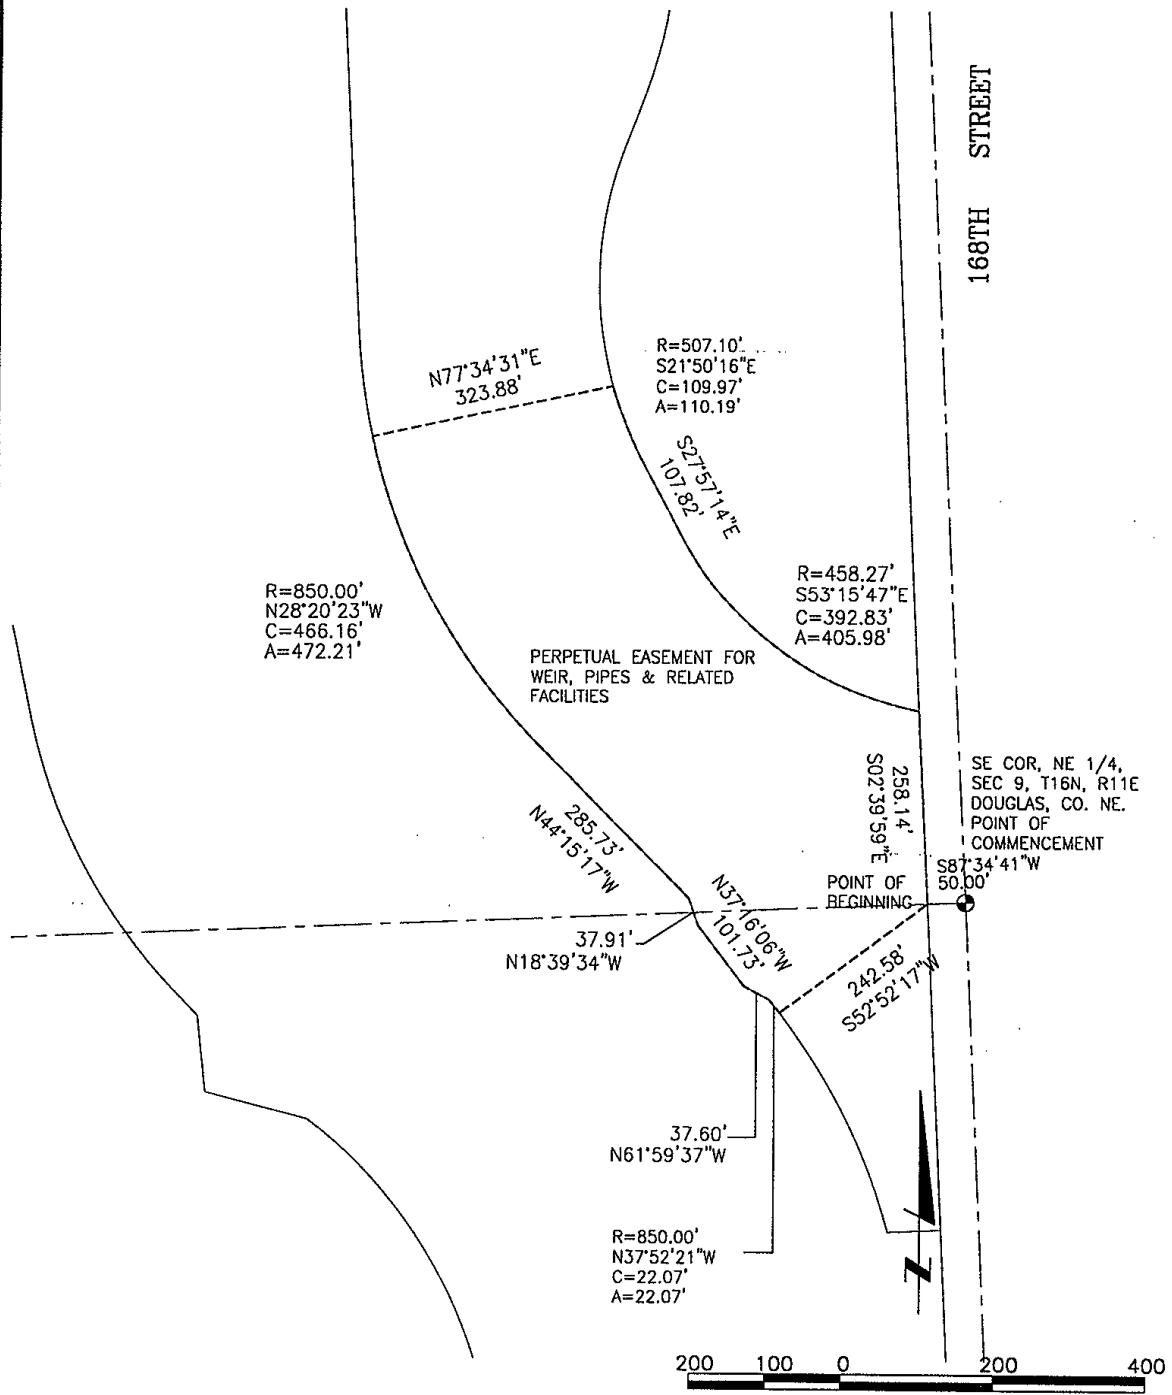 168TH STREET
N77°34'31"E
323.88'
R=507.10'
S21°50'16"E
C=109.97'
A=110.19'
S27°57'14"E
107.82'
R=850.00'
N28°20'23"W
C=466.16'
A=472.21'
R=458.27'
S53°15'47"E
C=392.83'
A=405.98'
PERPETUAL EASEMENT FOR
WEIR, PIPES & RELATED
FACILITIES
258.14'
S02°39'59"E
SE COR, NE 1/4,
SEC 9, T16N, R11E
DOUGLAS, CO. NE.
POINT OF
COMMENCEMENT
S87°34'41"W
50.00'
POINT OF
BEGINNING
285.73'
N44°15'17"W
N37°16'06"W
101.73'
37.91'
N18°39'34"W
242.58'
S52°52'17"W
37.60'
N61°59'37"W
R=850.00'
N37°52'21"W
C=22.07'
A=22.07'
N
200 100 0 200 400